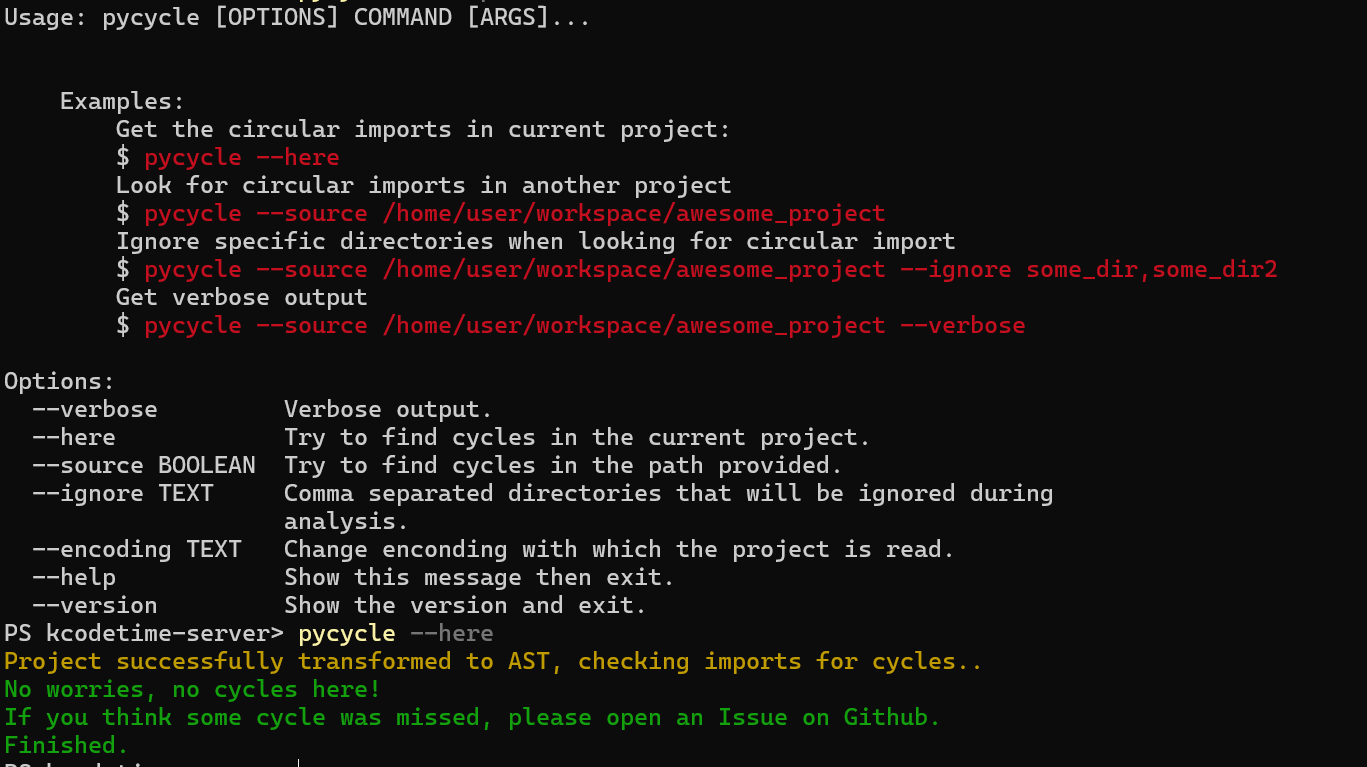 Usage: pycycle [OPTIONS] COMMAND [ARGS]...
Examples:
Get the circular imports in current project:
$ pycycle --here
Look for circular imports in another project
$ pycycle --source /home/user/workspace/awesome_project
Ignore specific directories when looking for circular import
$ pycycle --source /home/user/workspace/awesome_project --ignore some_dir,some_dir2
Get verbose output
$ pycycle --source /home/user/workspace/awesome_project --verbose
Options:
--verbose Verbose output.
--here Try to find cycles in the current project.
--source BOOLEAN Try to find cycles in the path provided.
--ignore TEXT Comma separated directories that will be ignored during
analysis.
--encoding TEXT Change enconding with which the project is read.
--help Show this message then exit.
--version Show the version and exit.
PS kcodetime-server> pycycle --here
Project successfully transformed to AST, checking imports for cycles..
No worries, no cycles here!
If you think some cycle was missed, please open an Issue on Github.
Finished.